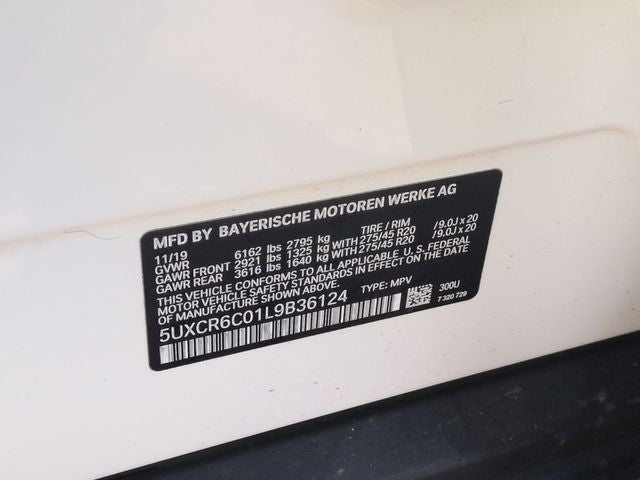 MFD BY BAYERISCHE MOTOREN WERKE AG
11/19 TIRE / RIM
GVWR 6162 lbs 2795 kg
GAWR FRONT 2921 lbs 1325 kg WITH 275/45 R20 /9.0J x 20
GAWR REAR 3616 lbs 1640 kg WITH 275/45 R20 /9.0J x 20
THIS VEHICLE CONFORMS TO ALL APPLICABLE U. S. FEDERAL
MOTOR VEHICLE SAFETY STANDARDS IN EFFECT ON THE DATE
OF MANUFACTURE SHOWN ABOVE.
5UXCR6C01L9B36124 TYPE: MPV 300U
7 320 729